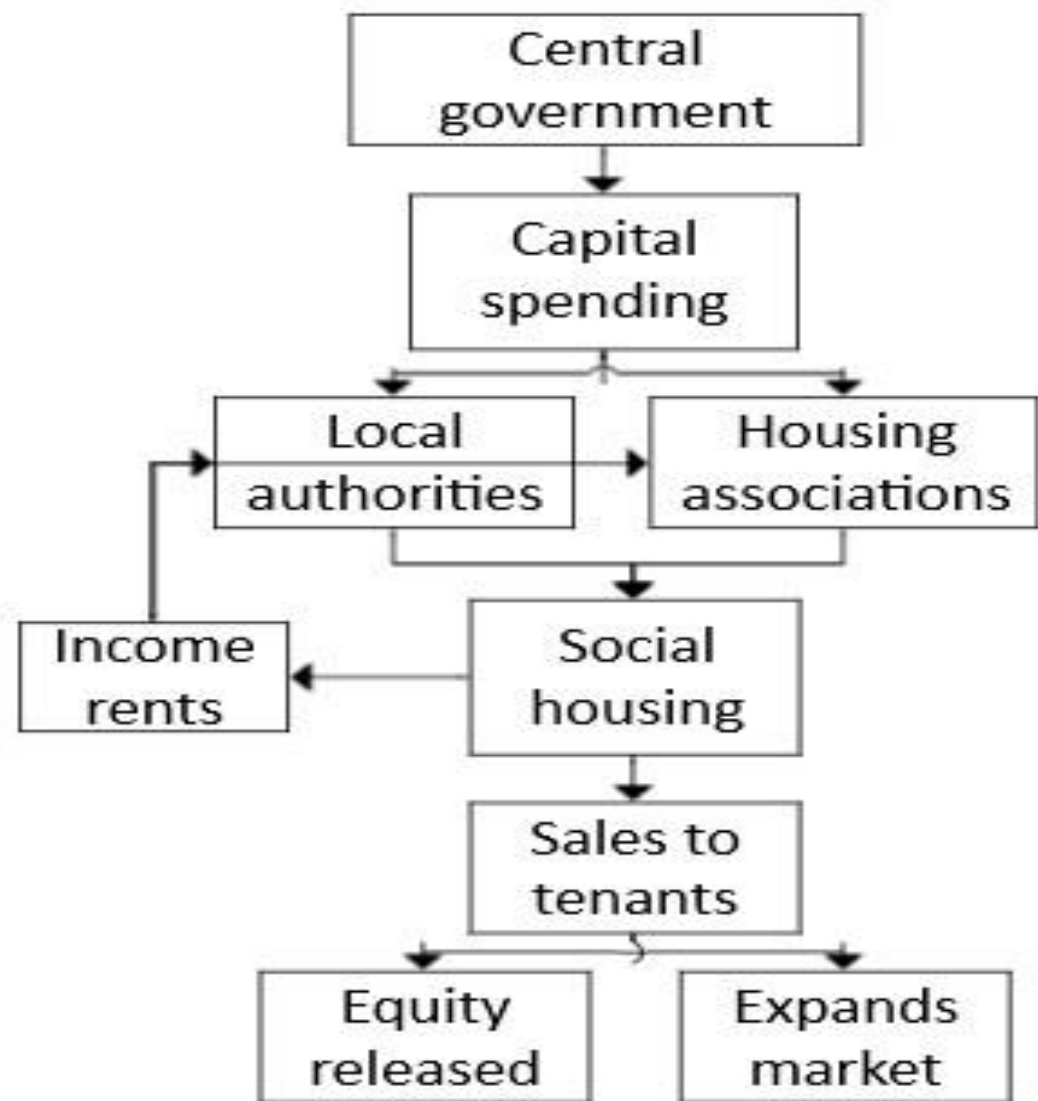 Central
government
Capital
spending
Local
authorities
Housing
associations
Income
rents
Social
housing
Sales to
tenants
Equity
released
Expands
market